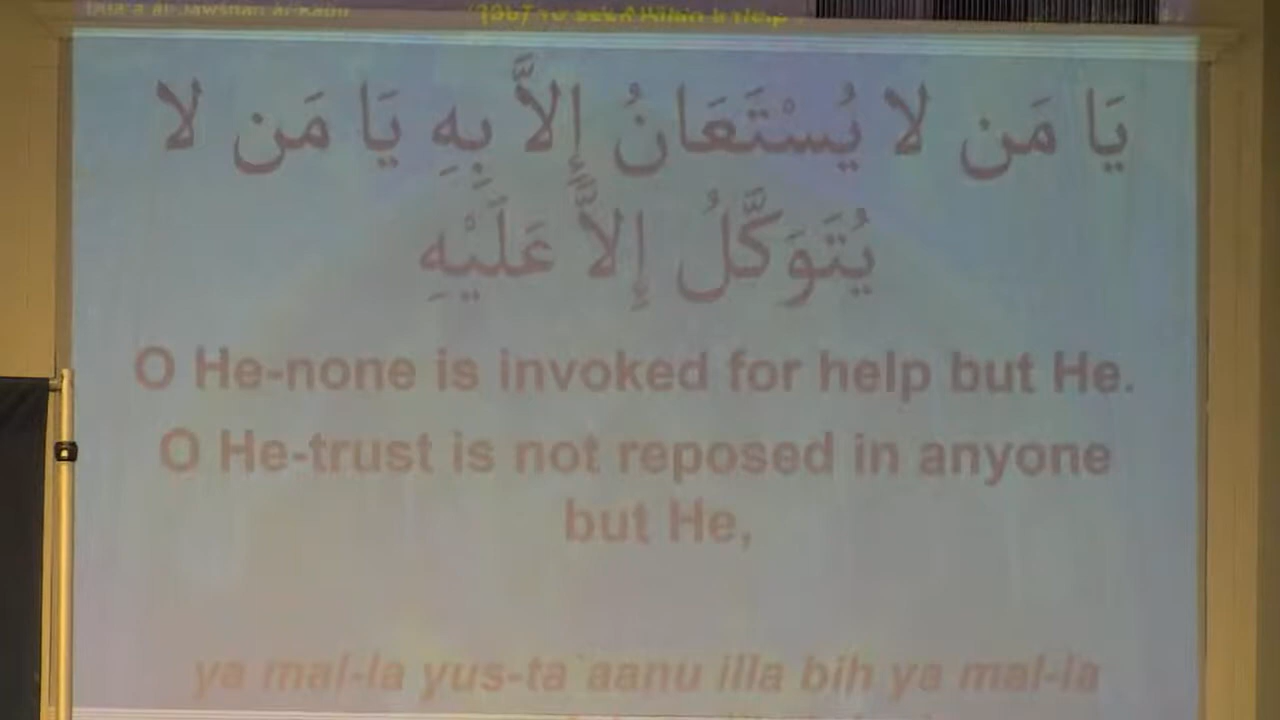 يَا مَن لا يُسْتَعَانُ إِلاَّ بِهِ يَا مَن لا
يُتَوَكَّلُ إِلاَّ عَلَيْهِ
O He-none is invoked for help but He.
O He-trust is not reposed in anyone
but He,
ya mal-la yus-ta`aanu illa bih ya mal-la